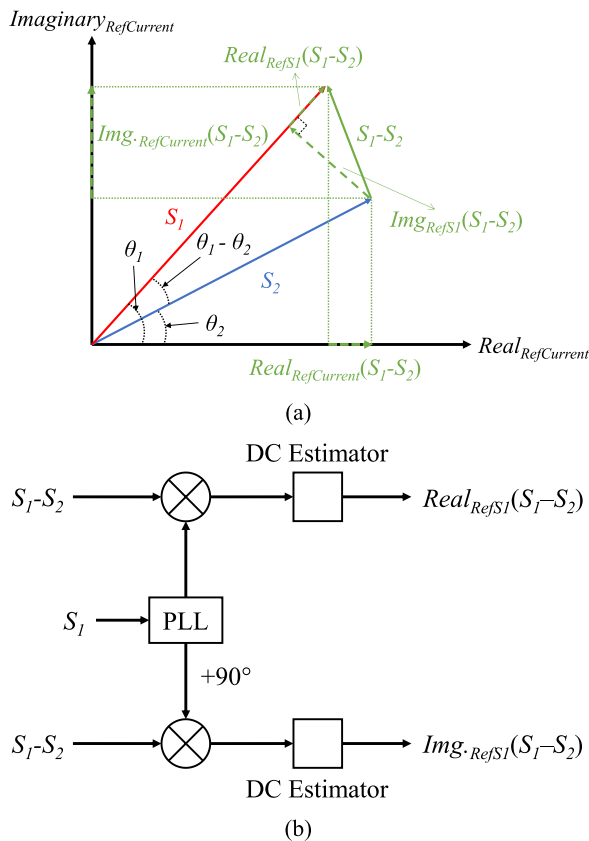 Imaginary_RefCurrent
Real_RefS1(S1-S2)
Img._RefCurrent(S1-S2)
S1-S2
S1
Img_RefS1(S1-S2)
θ1
θ1 - θ2
S2
θ2
Real_RefCurrent
Real_RefCurrent(S1-S2)
(a)
DC Estimator
S1-S2
Real_RefS1(S1–S2)
S1
PLL
+90°
S1-S2
Img._RefS1(S1–S2)
DC Estimator
(b)